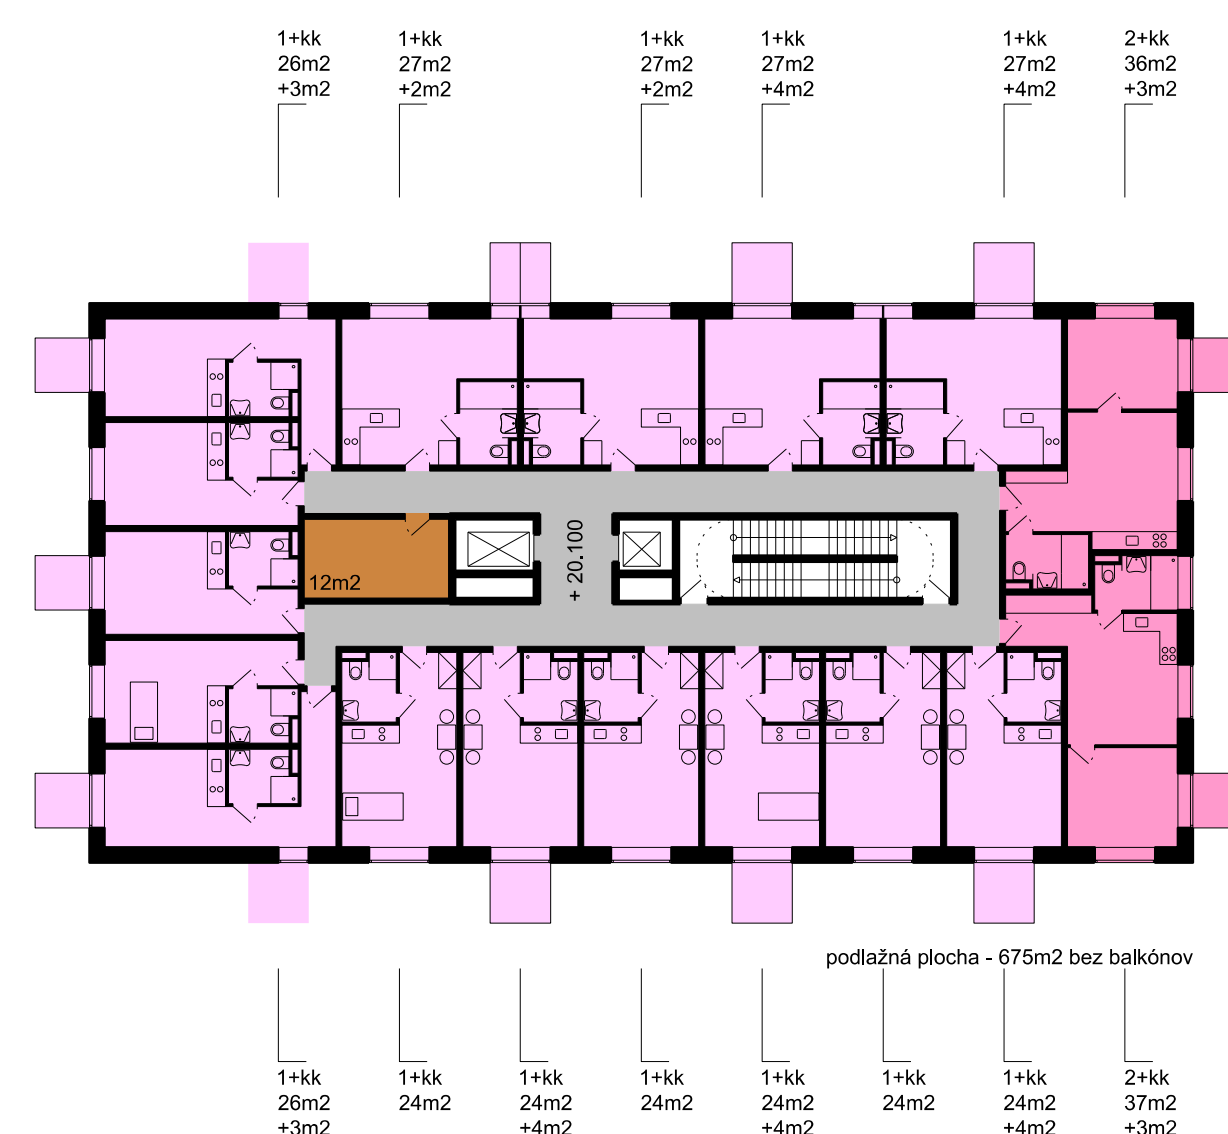 1+kk
26m2
+3m2
1+kk
27m2
+2m2
1+kk
27m2
+2m2
1+kk
27m2
+4m2
1+kk
27m2
+4m2
2+kk
36m2
+3m2
12m2
+ 20.100
podlažná plocha - 675m2 bez balkónov
1+kk
26m2
+3m2
1+kk
24m2
1+kk
24m2
+4m2
1+kk
24m2
1+kk
24m2
+4m2
1+kk
24m2
1+kk
24m2
+4m2
2+kk
37m2
+3m2